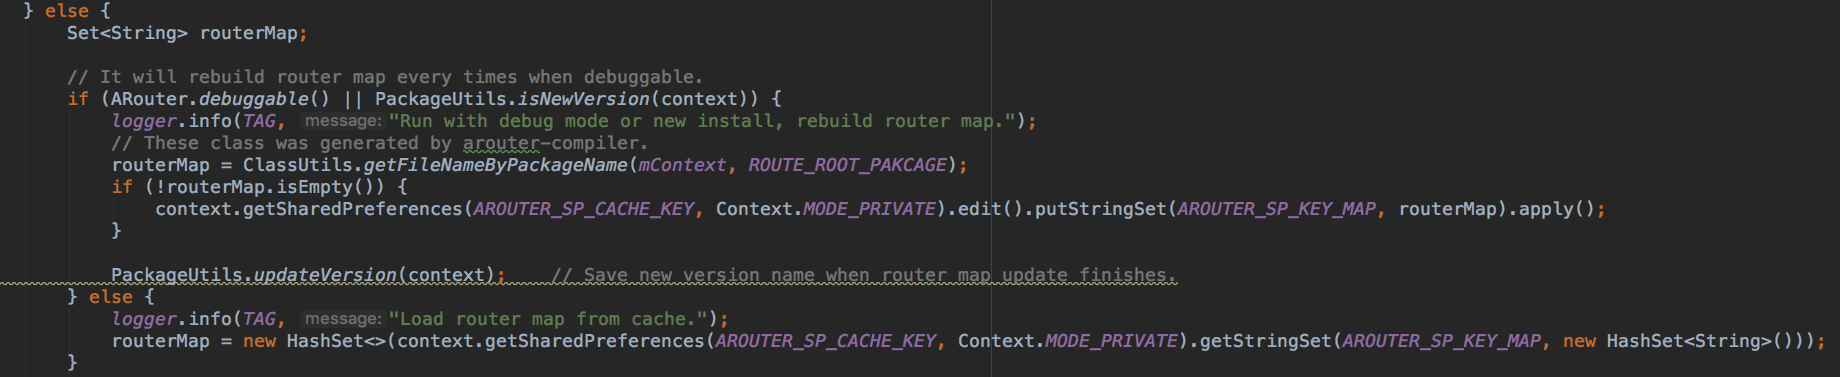 } else {
Set<String> routerMap;
// It will rebuild router map every times when debuggable.
if (ARouter.debuggable() || PackageUtils.isNewVersion(context)) {
logger.info(TAG, message: "Run with debug mode or new install, rebuild router map.");
// These class was generated by arouter-compiler.
routerMap = ClassUtils.getFileNameByPackageName(mContext, ROUTE_ROOT_PAKCAGE);
if (!routerMap.isEmpty()) {
context.getSharedPreferences(AROUTER_SP_CACHE_KEY, Context.MODE_PRIVATE).edit().putStringSet(AROUTER_SP_KEY_MAP, routerMap).apply();
}
PackageUtils.updateVersion(context);    // Save new version name when router map update finishes.
} else {
logger.info(TAG, message: "Load router map from cache.");
routerMap = new HashSet<>(context.getSharedPreferences(AROUTER_SP_CACHE_KEY, Context.MODE_PRIVATE).getStringSet(AROUTER_SP_KEY_MAP, new HashSet<String>()));
}